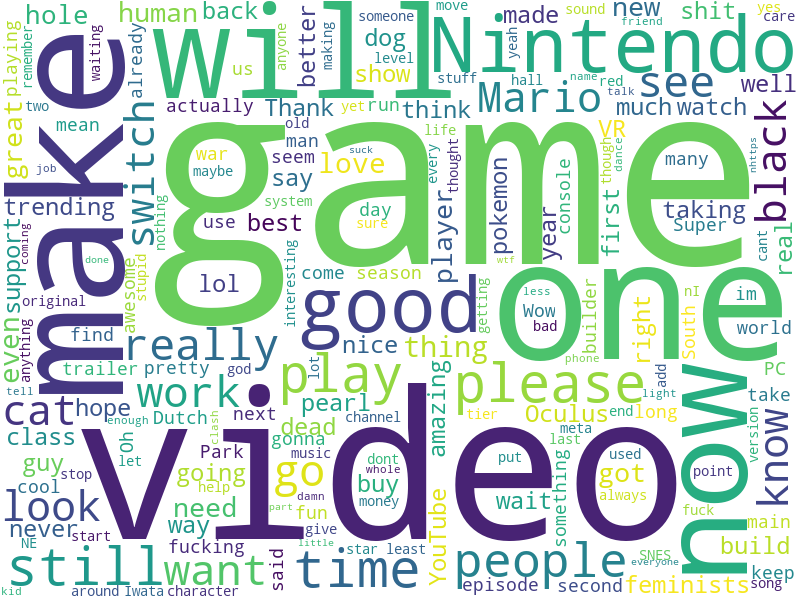 hole
human
back
will
Nintendo
someone
move
made
sound
yes
new
shit
care
playing
remember
waiting
make
already
us
anyone
better
making
dog
level
yeah
friend
show
stuff
hall
name
red
see
well
two
actually
Thank
yet
run
think
Mario
talk
much
watch
great
mean
switch
war
maybe
old
man
seem
love
life
every
suck
thought
VR
though
dance
many
black
nhttps
job
say
game
trending
nothing
use
best
system
day
sure
player
pokemon
year
console
first
taking
Super
cant
real
support
coming
original
done
awesome
stupid
lol
interesting
come
season
wtf
getting
good
one
less
Wow
bad
builder
right
South
nI
im
world
even
anything
find
really
nice
thing
phone
trailer
pretty
god
lot
play
please
add
light
PC
tell
work
cat
hope
Dutch
next
pearl
channel
amazing
tier
Oculus
end
long
version
take
now
know
enough
clash
dead
meta
class
Oh
let
Park
gonna
music
dont
last
guy
video
stop
going
whole
go
buy
put
used
got
point
look
cool
help
need
damn
money
wait
something
always
never
NE
start
way
part
fun
give
YouTube
fuck
main
fucking
said
star
least
people
SNES
build
still
want
time
little
episode
second
everyone
feminists
keep
song
kid
around
Iwata
character